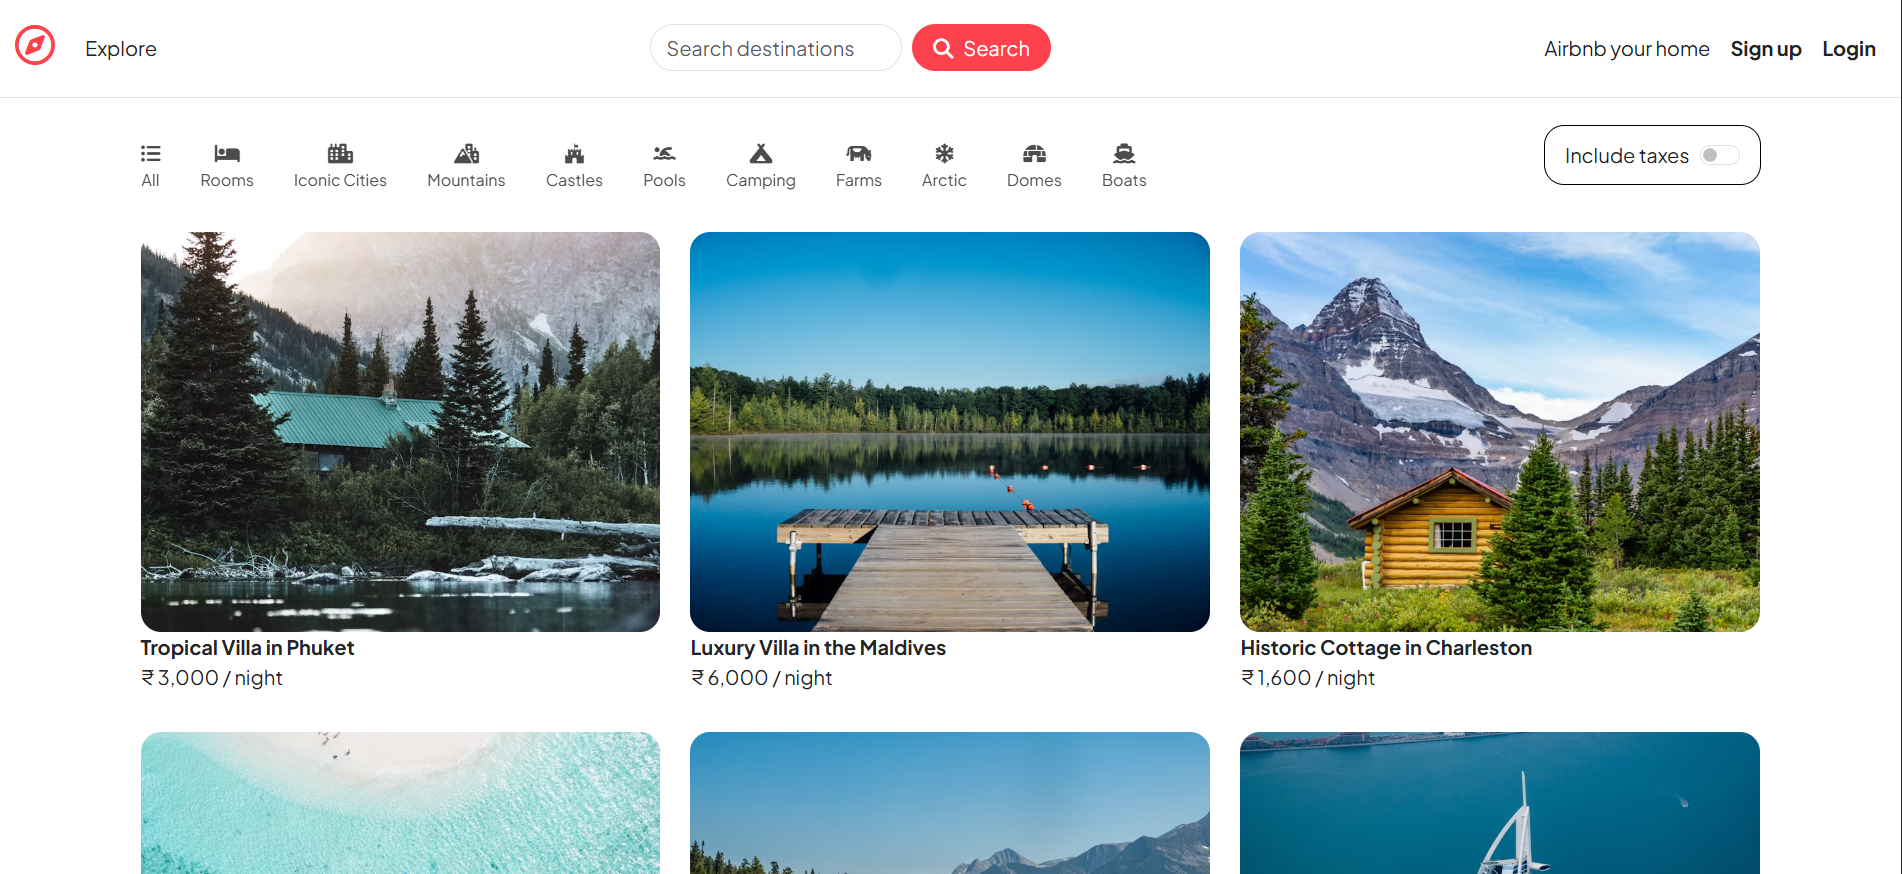 Explore
Search destinations
Search
Airbnb your home
Sign up
Login
All
Rooms
Iconic Cities
Mountains
Castles
Pools
Camping
Farms
Arctic
Domes
Boats
Include taxes
Tropical Villa in Phuket
₹ 3,000 / night
Luxury Villa in the Maldives
₹ 6,000 / night
Historic Cottage in Charleston
₹ 1,600 / night